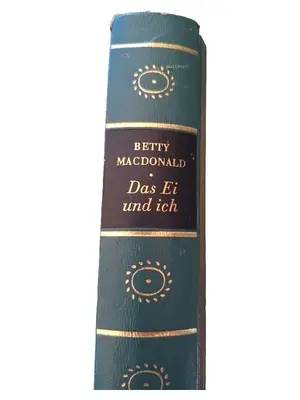 BETTY
MACDONALD
•
Das Ei
und ich